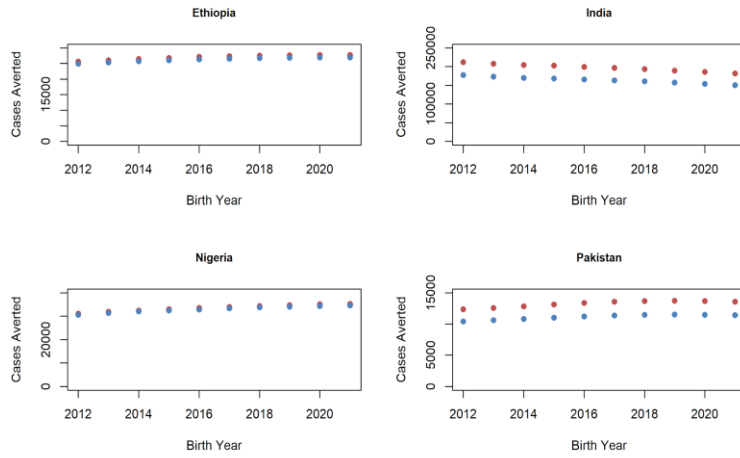 Ethiopia
Cases Averted
15000
0
2012 2014 2016 2018 2020
Birth Year
India
Cases Averted
250000
100000
0
2012 2014 2016 2018 2020
Birth Year
Nigeria
Cases Averted
20000
0
2012 2014 2016 2018 2020
Birth Year
Pakistan
Cases Averted
15000
5000
0
2012 2014 2016 2018 2020
Birth Year